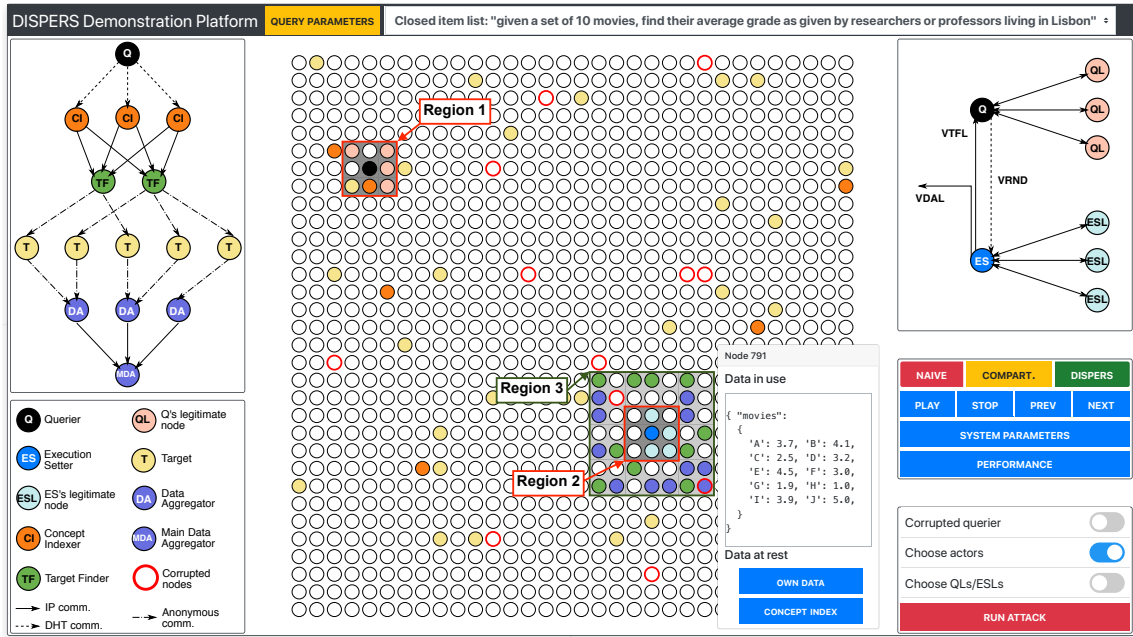 DISPERS Demonstration Platform
QUERY PARAMETERS
Closed item list: "given a set of 10 movies, find their average grade as given by researchers or professors living in Lisbon"
Q
CI CI CI
TF TF
T T T T T
DA DA DA
MDA
Q Querier
QL Q's legitimate
node
ES Execution
Setter
T Target
ESL ES's legitimate
node
DA Data
Aggregator
CI Concept
Indexer
MDA Main Data
Aggregator
TF Target Finder
Corrupted
nodes
IP comm.
DHT comm.
Anonymous
comm.
Region 1
Region 3
Region 2
Node 791
Data in use
{ "movies":
{
'A': 3.7, 'B': 4.1,
'C': 2.5, 'D': 3.2,
'E': 4.5, 'F': 3.0,
'G': 1.9, 'H': 1.0,
'I': 3.9, 'J': 5.0,
}
}
Data at rest
OWN DATA
CONCEPT INDEX
QL
Q QL
QL
VTFL
VRND
VDAL
ESL
ES ESL
ESL
NAIVE COMPART. DISPERS
PLAY STOP PREV NEXT
SYSTEM PARAMETERS
PERFORMANCE
Corrupted querier
Choose actors
Choose QLs/ESLs
RUN ATTACK